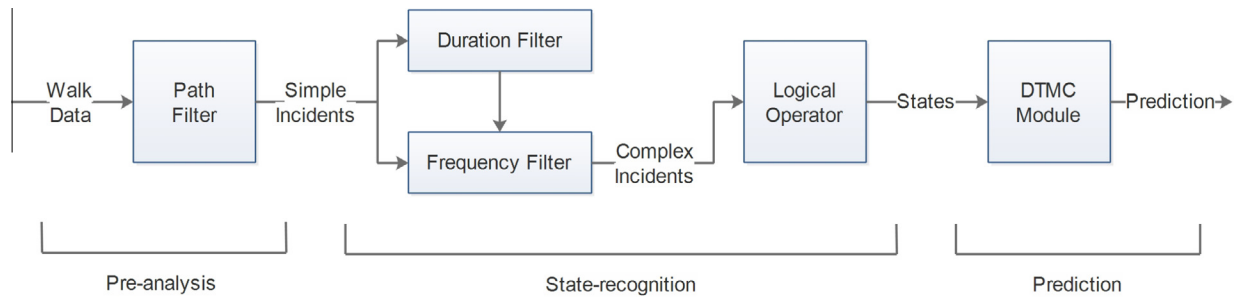 Walk
Data
Path
Filter
Simple
Incidents
Duration Filter
Frequency Filter
Complex
Incidents
Logical
Operator
States
DTMC
Module
Prediction
Pre-analysis
State-recognition
Prediction